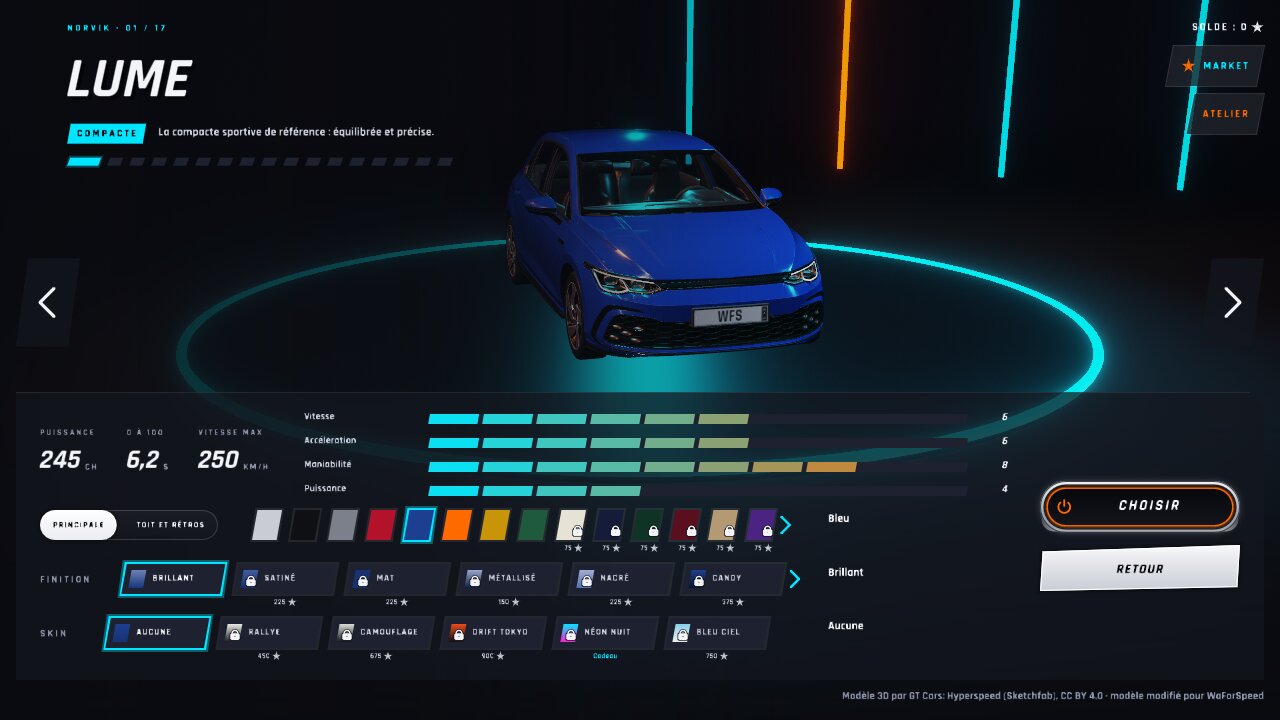 NORVIK · 01 / 17
SOLDE : 0 ★
LUME
★ MARKET
ATELIER
COMPACTE
La compacte sportive de référence : équilibrée et précise.
WFS
PUISSANCE
245 CH
0 À 100
6,2 S
VITESSE MAX
250 KM/H
Vitesse 6
Accélération 6
Maniabilité 8
Puissance 4
PRINCIPALE
TOIT ET RÉTROS
75 ★ 75 ★ 75 ★ 75 ★ 75 ★ 75 ★
Bleu
FINITION
BRILLANT
SATINÉ
MAT
MÉTALLISÉ
NACRÉ
CANDY
225 ★ 225 ★ 150 ★ 225 ★ 375 ★
Brillant
SKIN
AUCUNE
RALLYE
CAMOUFLAGE
DRIFT TOKYO
NÉON NUIT
BLEU CIEL
450 ★ 675 ★ 900 ★ Cadeau 750 ★
Aucune
CHOISIR
RETOUR
Modèle 3D par GT Cars: Hyperspeed (Sketchfab), CC BY 4.0 · modèle modifié pour WaForSpeed